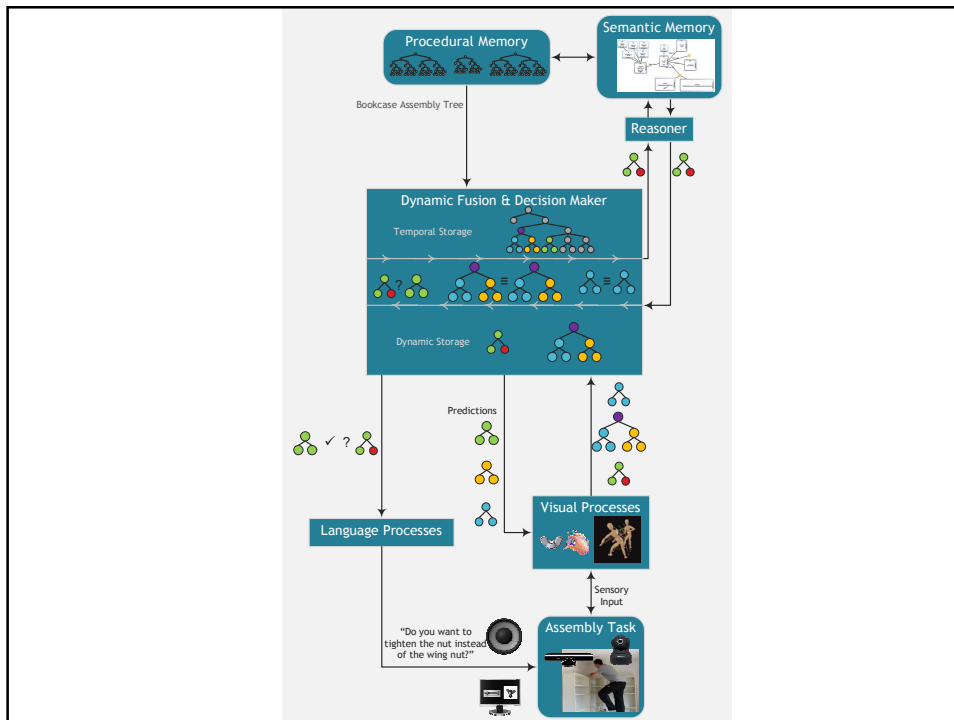 Semantic Memory
Procedural Memory
Bookcase Assembly Tree
Reasoner
Dynamic Fusion & Decision Maker
Temporal Storage
?
≡
≡
Dynamic Storage
Predictions
✓ ?
Visual Processes
Language Processes
Sensory
Input
Assembly Task
“Do you want to
tighten the nut instead
of the wing nut?”